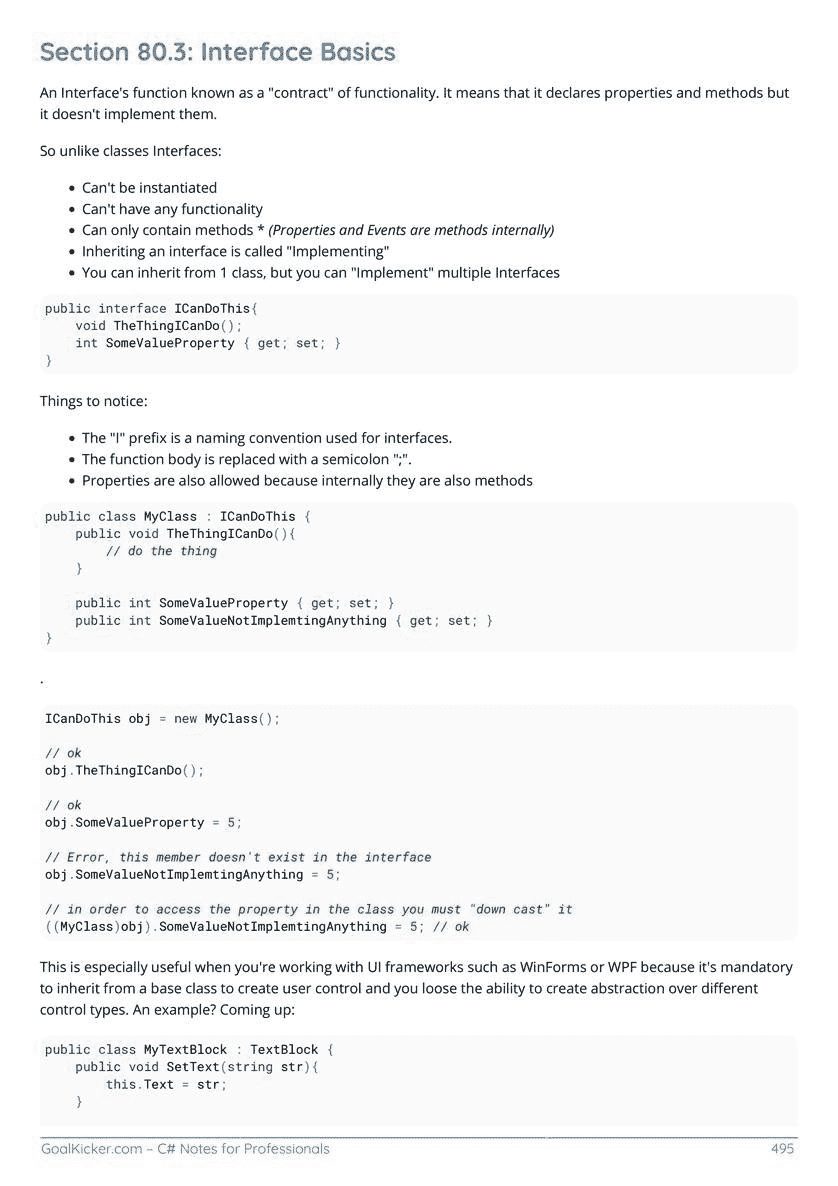 Section 80.3: Interface Basics
An Interface's function known as a "contract" of functionality. It means that it declares properties and methods but
it doesn't implement them.
So unlike classes Interfaces:
• Can't be instantiated
• Can't have any functionality
• Can only contain methods * (Properties and Events are methods internally)
• Inheriting an interface is called "Implementing"
• You can inherit from 1 class, but you can "Implement" multiple Interfaces
public interface ICanDoThis{
    void TheThingICanDo();
    int SomeValueProperty { get; set; }
}
Things to notice:
• The "I" prefix is a naming convention used for interfaces.
• The function body is replaced with a semicolon ";".
• Properties are also allowed because internally they are also methods
public class MyClass : ICanDoThis {
    public void TheThingICanDo(){
        // do the thing
    }
    public int SomeValueProperty { get; set; }
    public int SomeValueNotImplemtingAnything { get; set; }
}
.
ICanDoThis obj = new MyClass();
// ok
obj.TheThingICanDo();
// ok
obj.SomeValueProperty = 5;
// Error, this member doesn't exist in the interface
obj.SomeValueNotImplemtingAnything = 5;
// in order to access the property in the class you must "down cast" it
((MyClass)obj).SomeValueNotImplemtingAnything = 5; // ok
This is especially useful when you're working with UI frameworks such as WinForms or WPF because it's mandatory
to inherit from a base class to create user control and you loose the ability to create abstraction over different
control types. An example? Coming up:
public class MyTextBlock : TextBlock {
    public void SetText(string str){
        this.Text = str;
    }
GoalKicker.com – C# Notes for Professionals
495